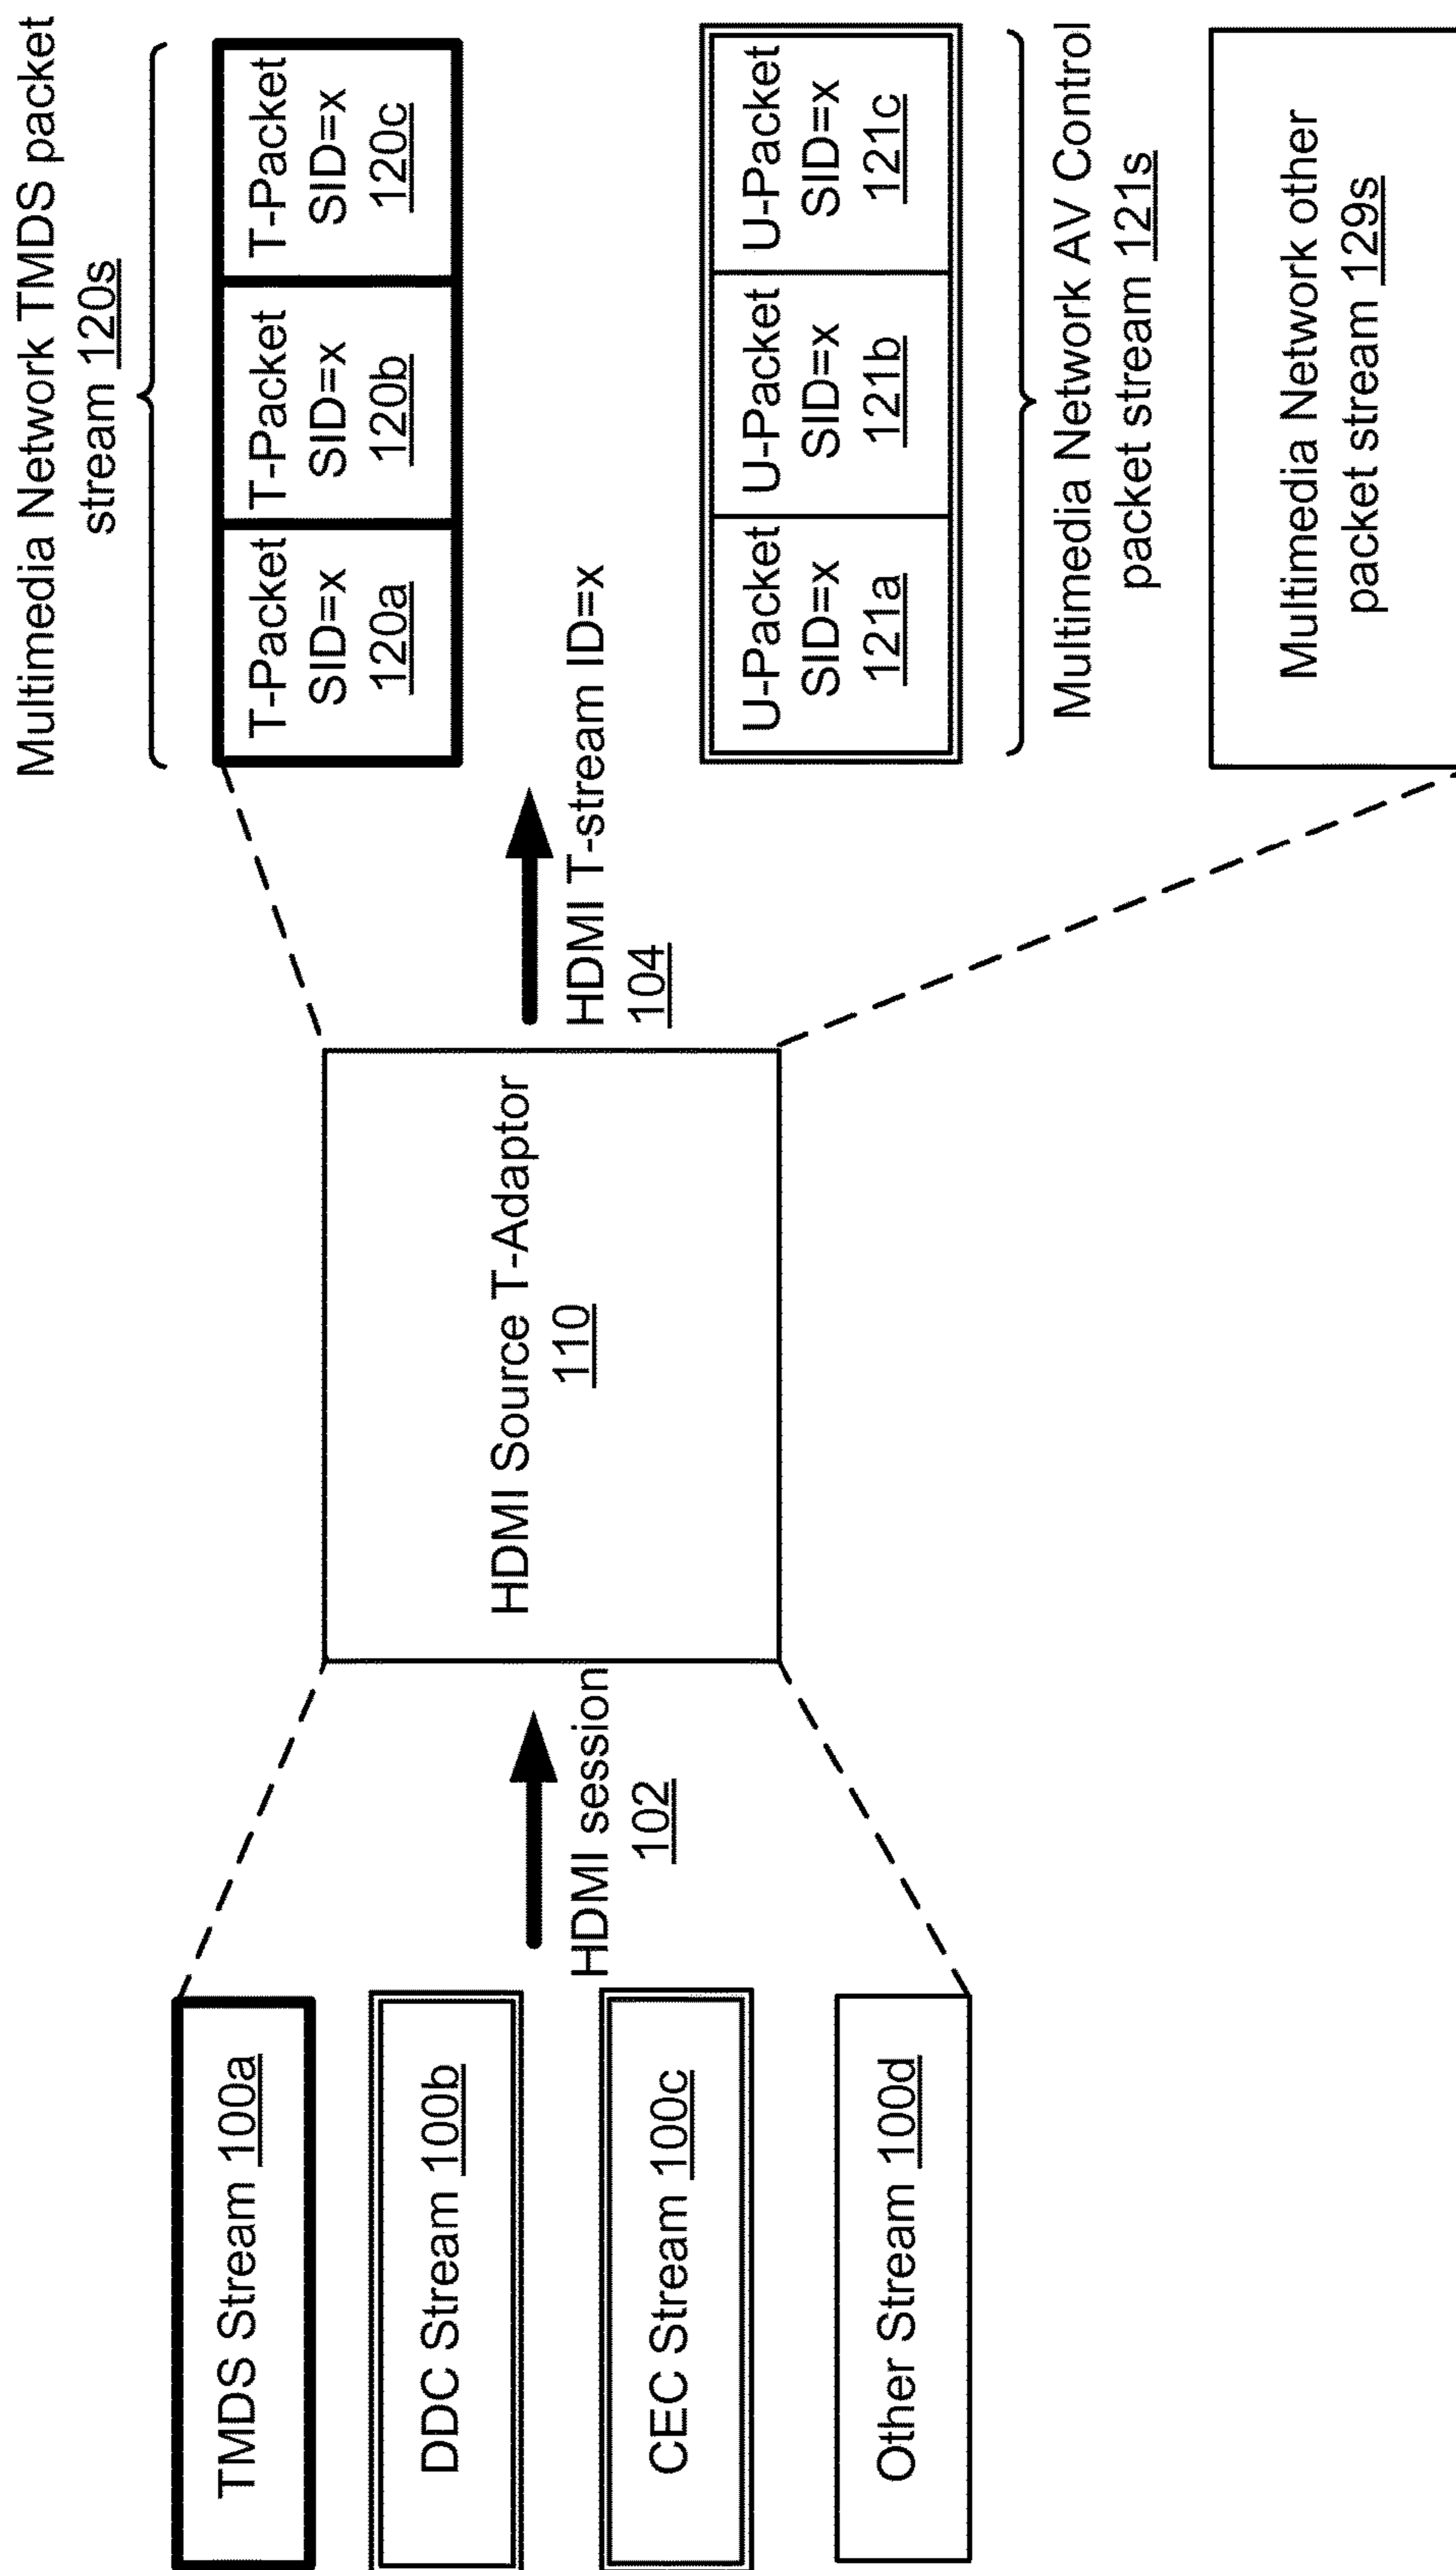 TMDS Stream 100a
DDC Stream 100b
CEC Stream 100c
Other Stream 100d
HDMI session
102
HDMI Source T-Adaptor
110
HDMI T-stream ID=x
104
Multimedia Network TMDS packet
stream 120s
T-Packet
SID=x
120a
T-Packet
SID=x
120b
T-Packet
SID=x
120c
U-Packet
SID=x
121a
U-Packet
SID=x
121b
U-Packet
SID=x
121c
Multimedia Network AV Control
packet stream 121s
Multimedia Network other
packet stream 129s